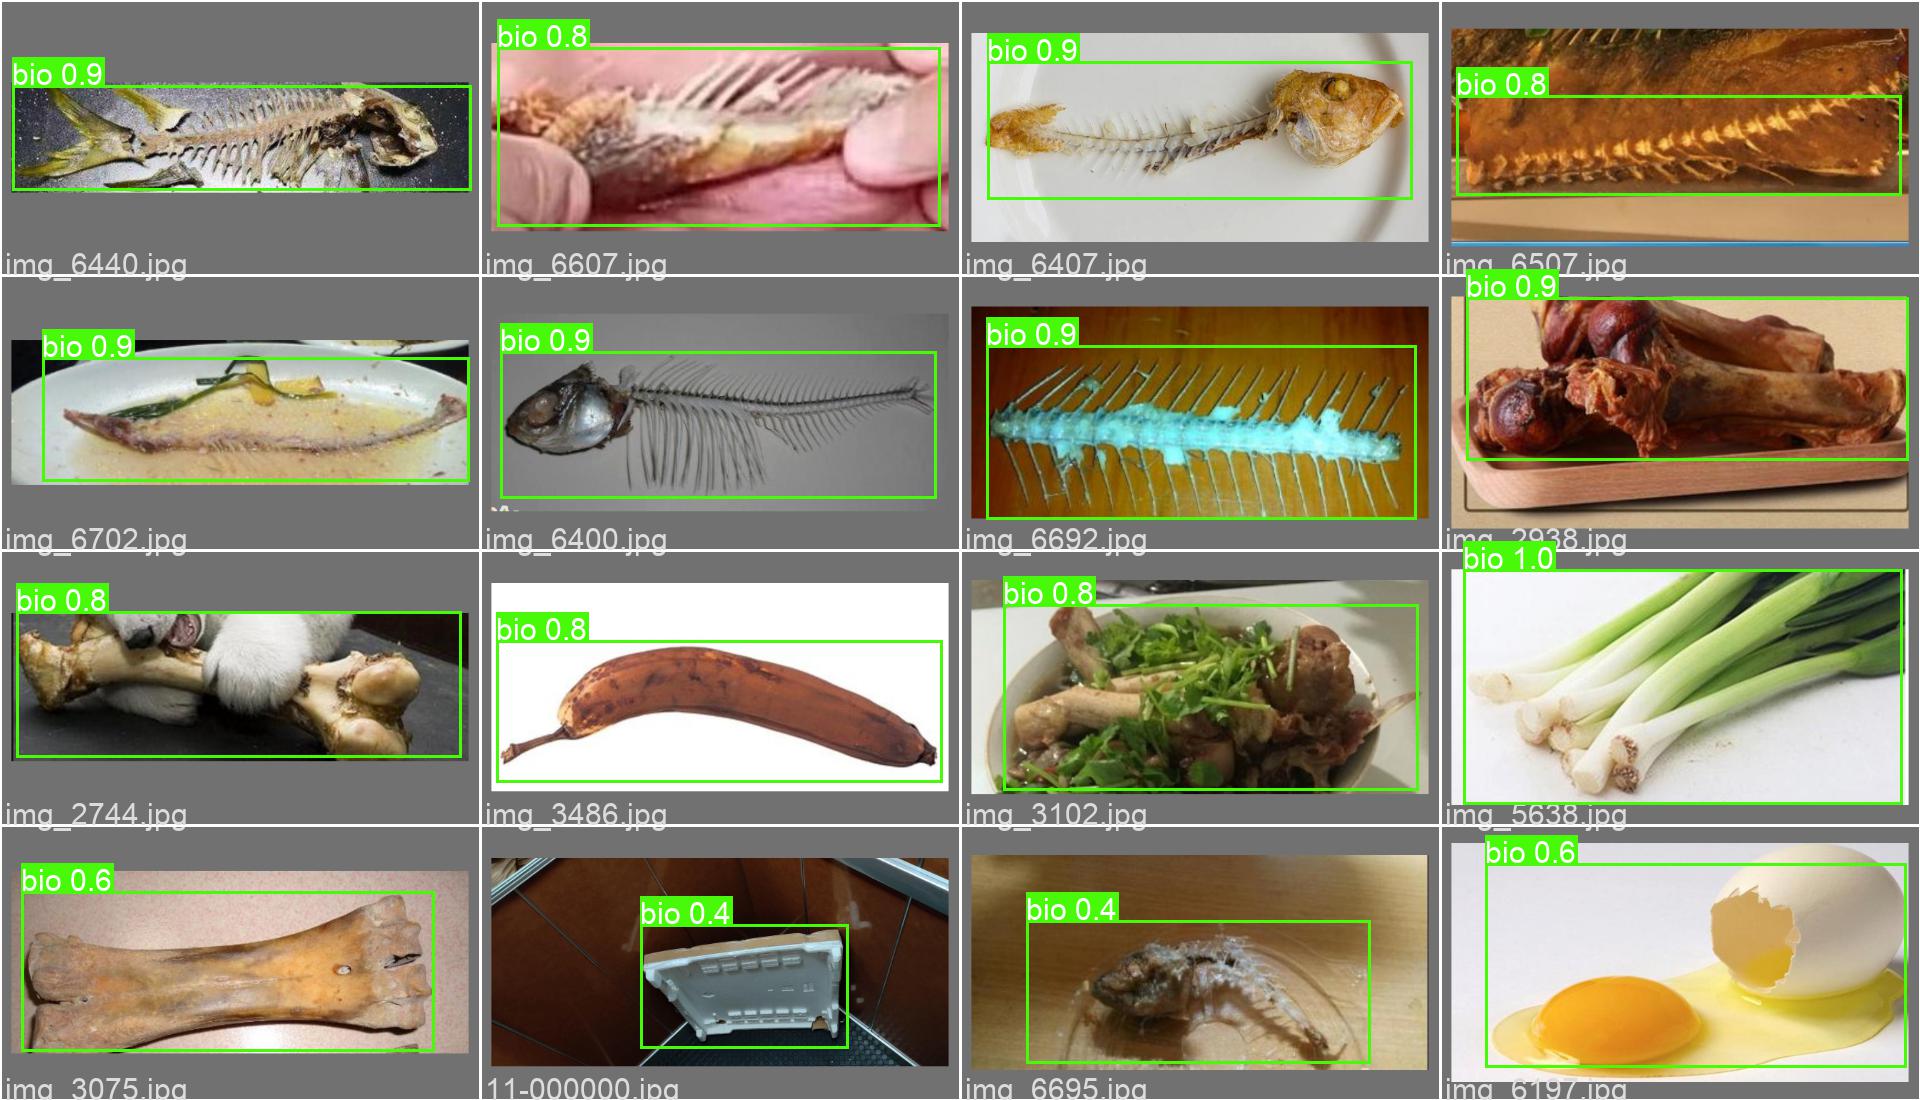 bio 0.9
img_6440.jpg
bio 0.8
img_6607.jpg
bio 0.9
img_6407.jpg
bio 0.8
img_6507.jpg
bio 0.9
img_6702.jpg
bio 0.9
img_6400.jpg
bio 0.9
img_6692.jpg
bio 0.9
img_2938.jpg
bio 0.8
img_2744.jpg
bio 0.8
img_3486.jpg
bio 0.8
img_3102.jpg
bio 1.0
img_5638.jpg
bio 0.6
img_3075.jpg
bio 0.4
11-000000.jpg
bio 0.4
img_6695.jpg
bio 0.6
img_6197.jpg